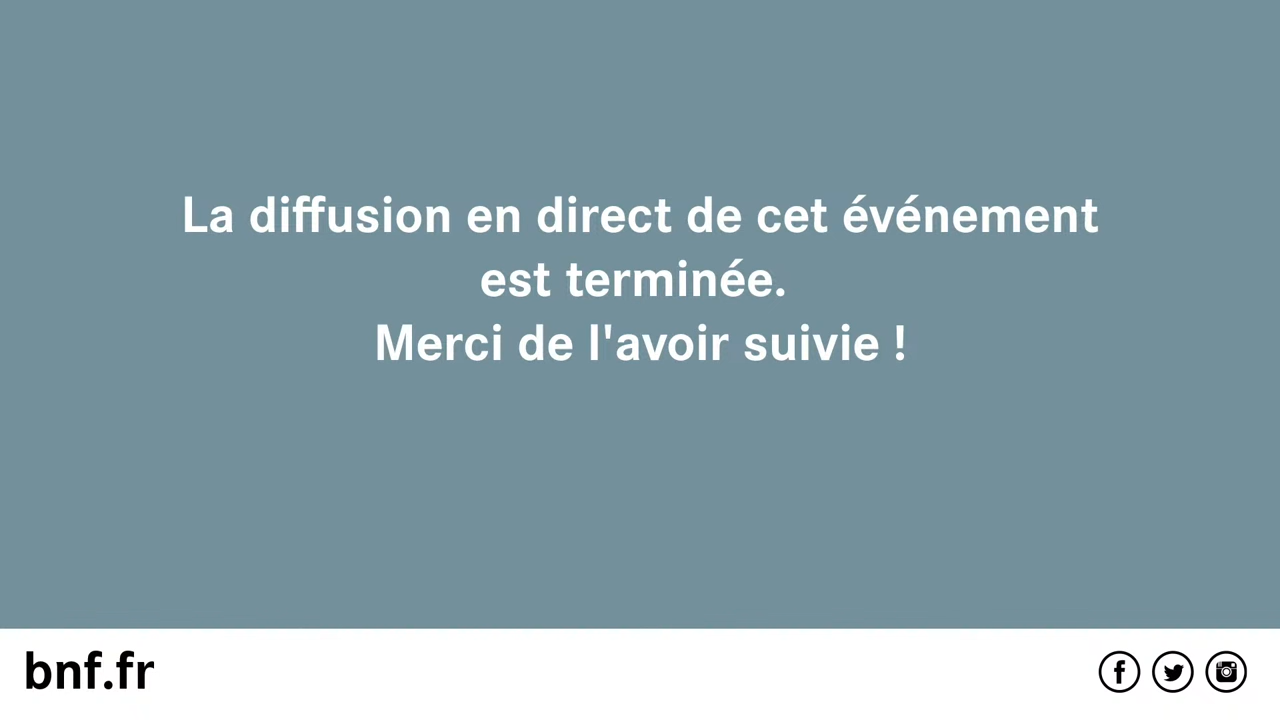 La diffusion en direct de cet événement
est terminée.
Merci de l'avoir suivie !
bnf.fr